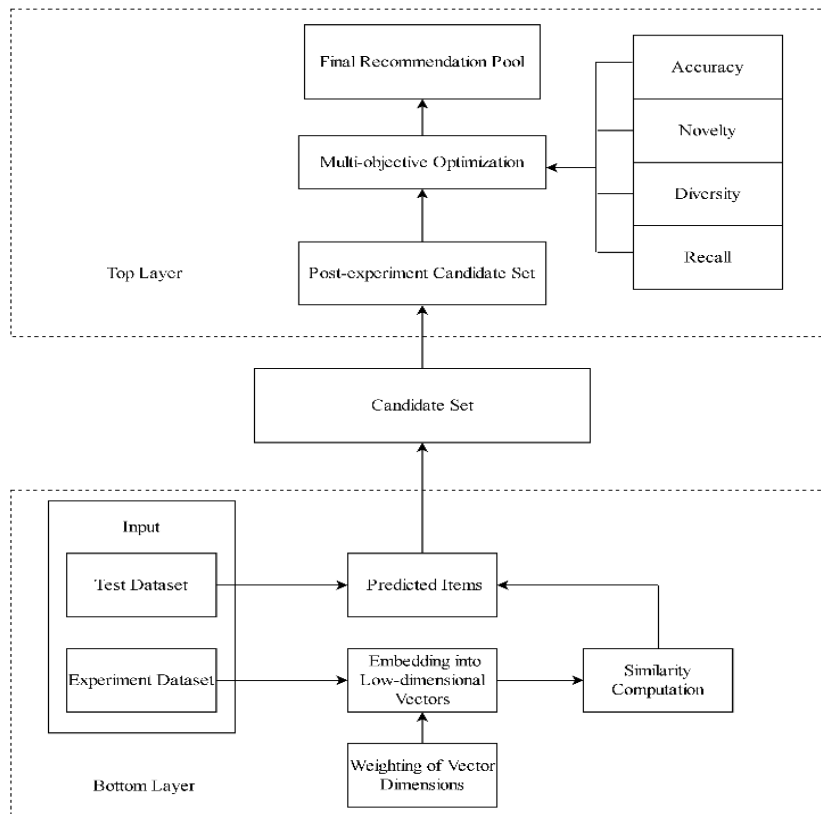 Final Recommendation Pool
Accuracy
Novelty
Multi-objective Optimization
Diversity
Recall
Post-experiment Candidate Set
Top Layer
Candidate Set
Input
Test Dataset
Predicted Items
Experiment Dataset
Embedding into
Low-dimensional
Vectors
Similarity
Computation
Weighting of Vector
Dimensions
Bottom Layer